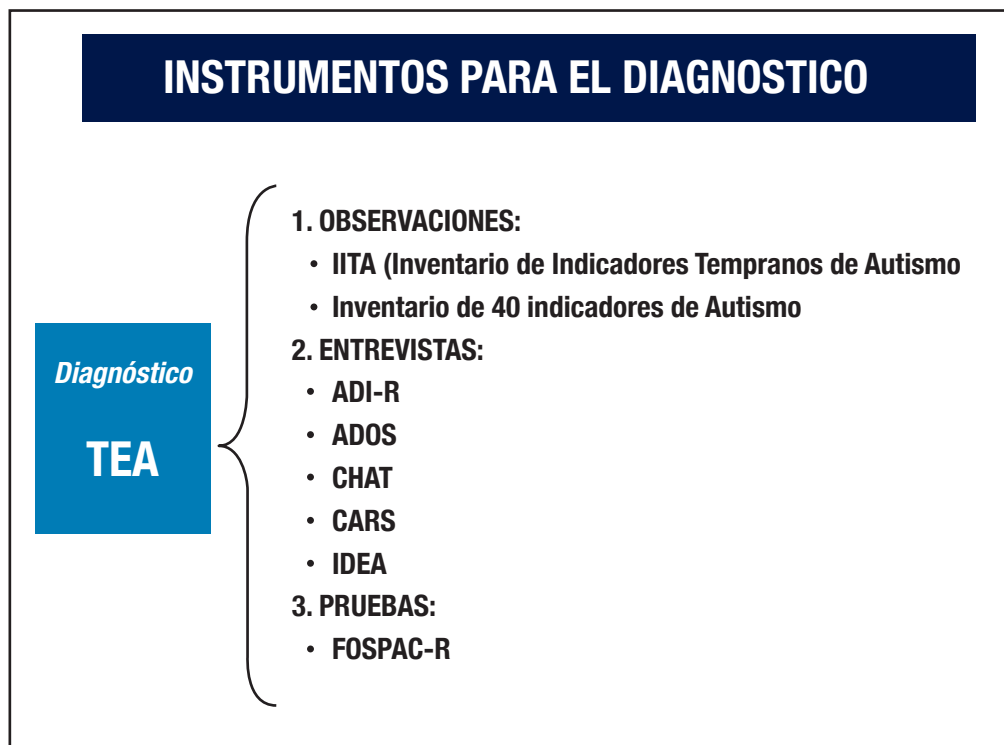 INSTRUMENTOS PARA EL DIAGNOSTICO
Diagnóstico
TEA
1. OBSERVACIONES:
• IITA (Inventario de Indicadores Tempranos de Autismo
• Inventario de 40 indicadores de Autismo
2. ENTREVISTAS:
• ADI-R
• ADOS
• CHAT
• CARS
• IDEA
3. PRUEBAS:
• FOSPAC-R